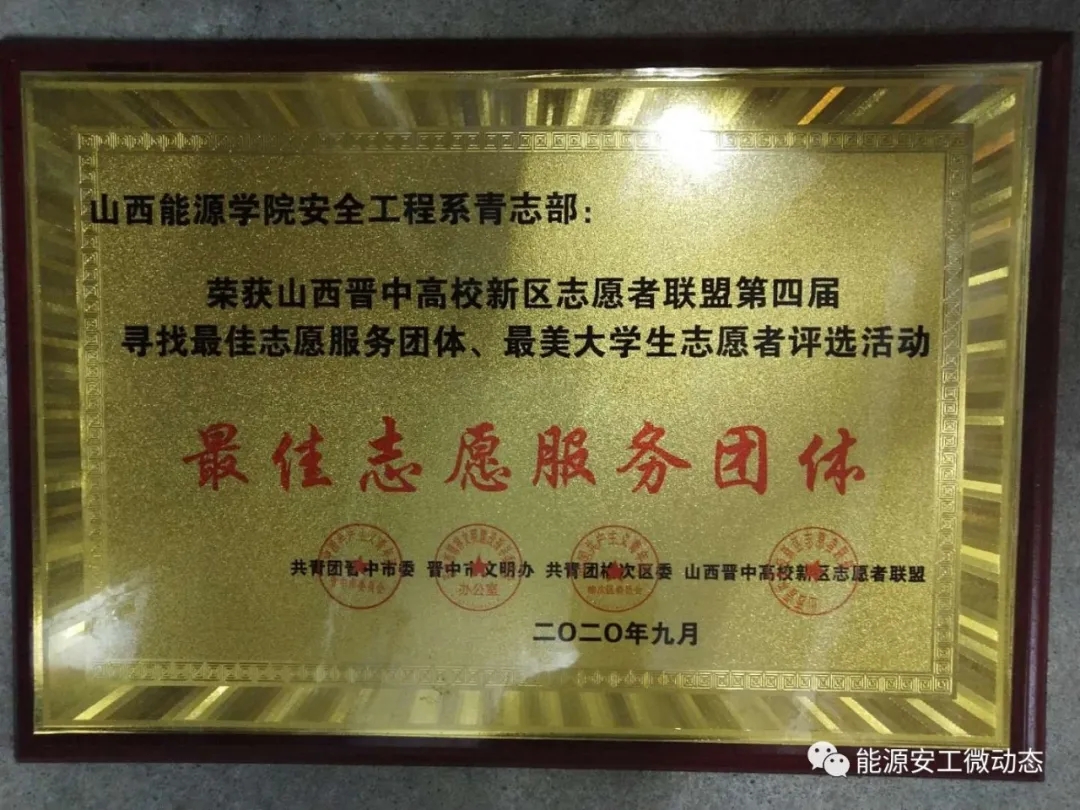 山西能源学院安全工程系青志部：
荣获山西晋中高校新区志愿者联盟第四届
寻找最佳志愿服务团体、最美大学生志愿者评选活动
最佳志愿服务团体
共青团晋中市委 晋中市文明办 共青团榆次区委 山西晋中高校新区志愿者联盟
办公室
二〇二〇年九月
能源安工微动态